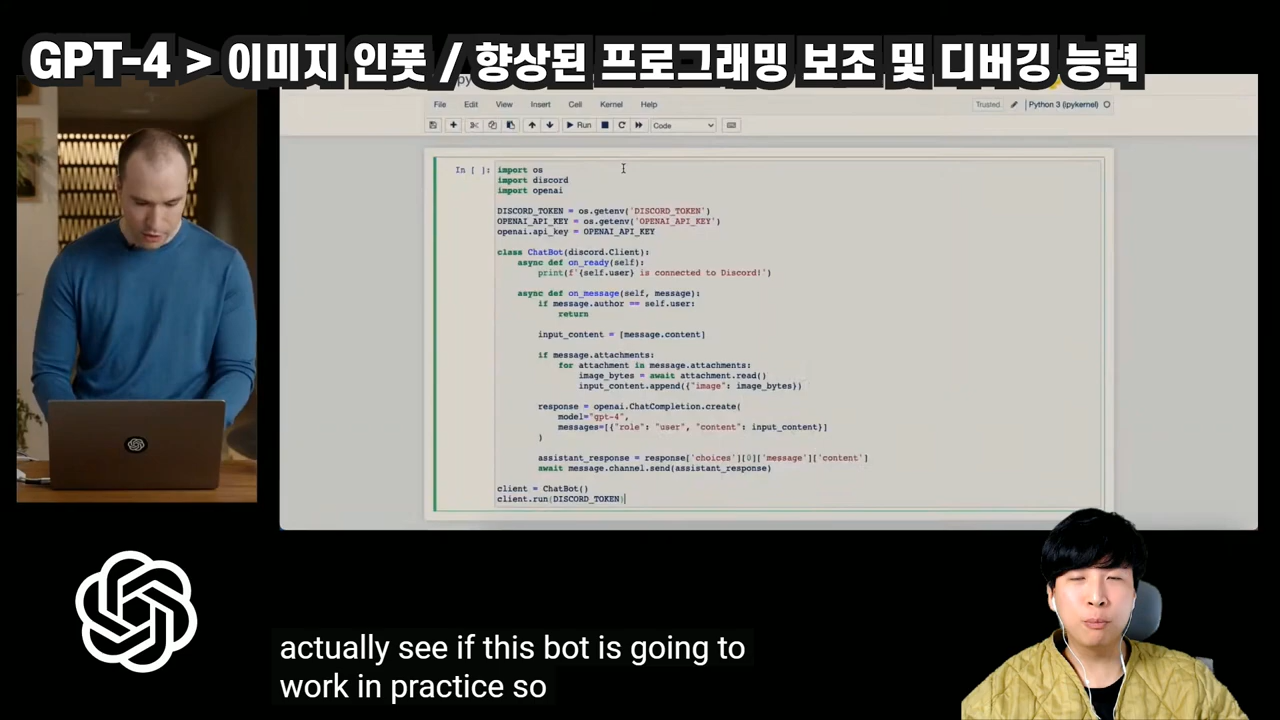 GPT-4 > 이미지 인풋 / 향상된 프로그래밍 보조 및 디버깅 능력
File Edit View Insert Cell Kernel Help
Trusted Python 3 (ipykernel)
Run Code
In [ ]:
import os
import discord
import openai
DISCORD_TOKEN = os.getenv('DISCORD_TOKEN')
OPENAI_API_KEY = os.getenv('OPENAI_API_KEY')
openai.api_key = OPENAI_API_KEY
class ChatBot(discord.Client):
async def on_ready(self):
print(f'{self.user} is connected to Discord!')
async def on_message(self, message):
if message.author == self.user:
return
input_content = [message.content]
if message.attachments:
for attachment in message.attachments:
image_bytes = await attachment.read()
input_content.append({"image": image_bytes})
response = openai.ChatCompletion.create(
model="gpt-4",
messages=[{"role": "user", "content": input_content}]
)
assistant_response = response['choices'][0]['message']['content']
await message.channel.send(assistant_response)
client = ChatBot()
client.run(DISCORD_TOKEN)
actually see if this bot is going to
work in practice so